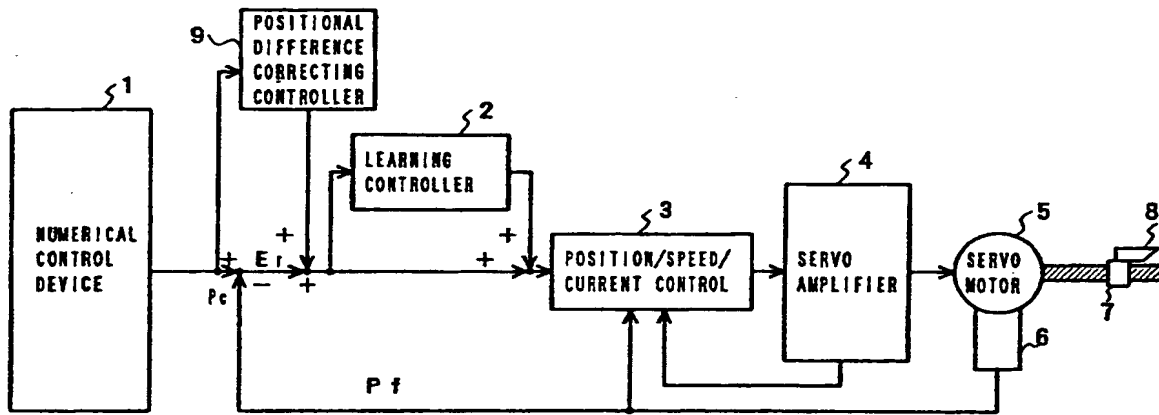 9
POSITIONAL
DIFFERENCE
CORRECTING
CONTROLLER
1
NUMERICAL
CONTROL
DEVICE
2
LEARNING
CONTROLLER
+
Pc
-
Er
+
+
+
+
3
POSITION/SPEED/
CURRENT CONTROL
4
SERVO
AMPLIFIER
5
SERVO
MOTOR
6
7
8
Pf